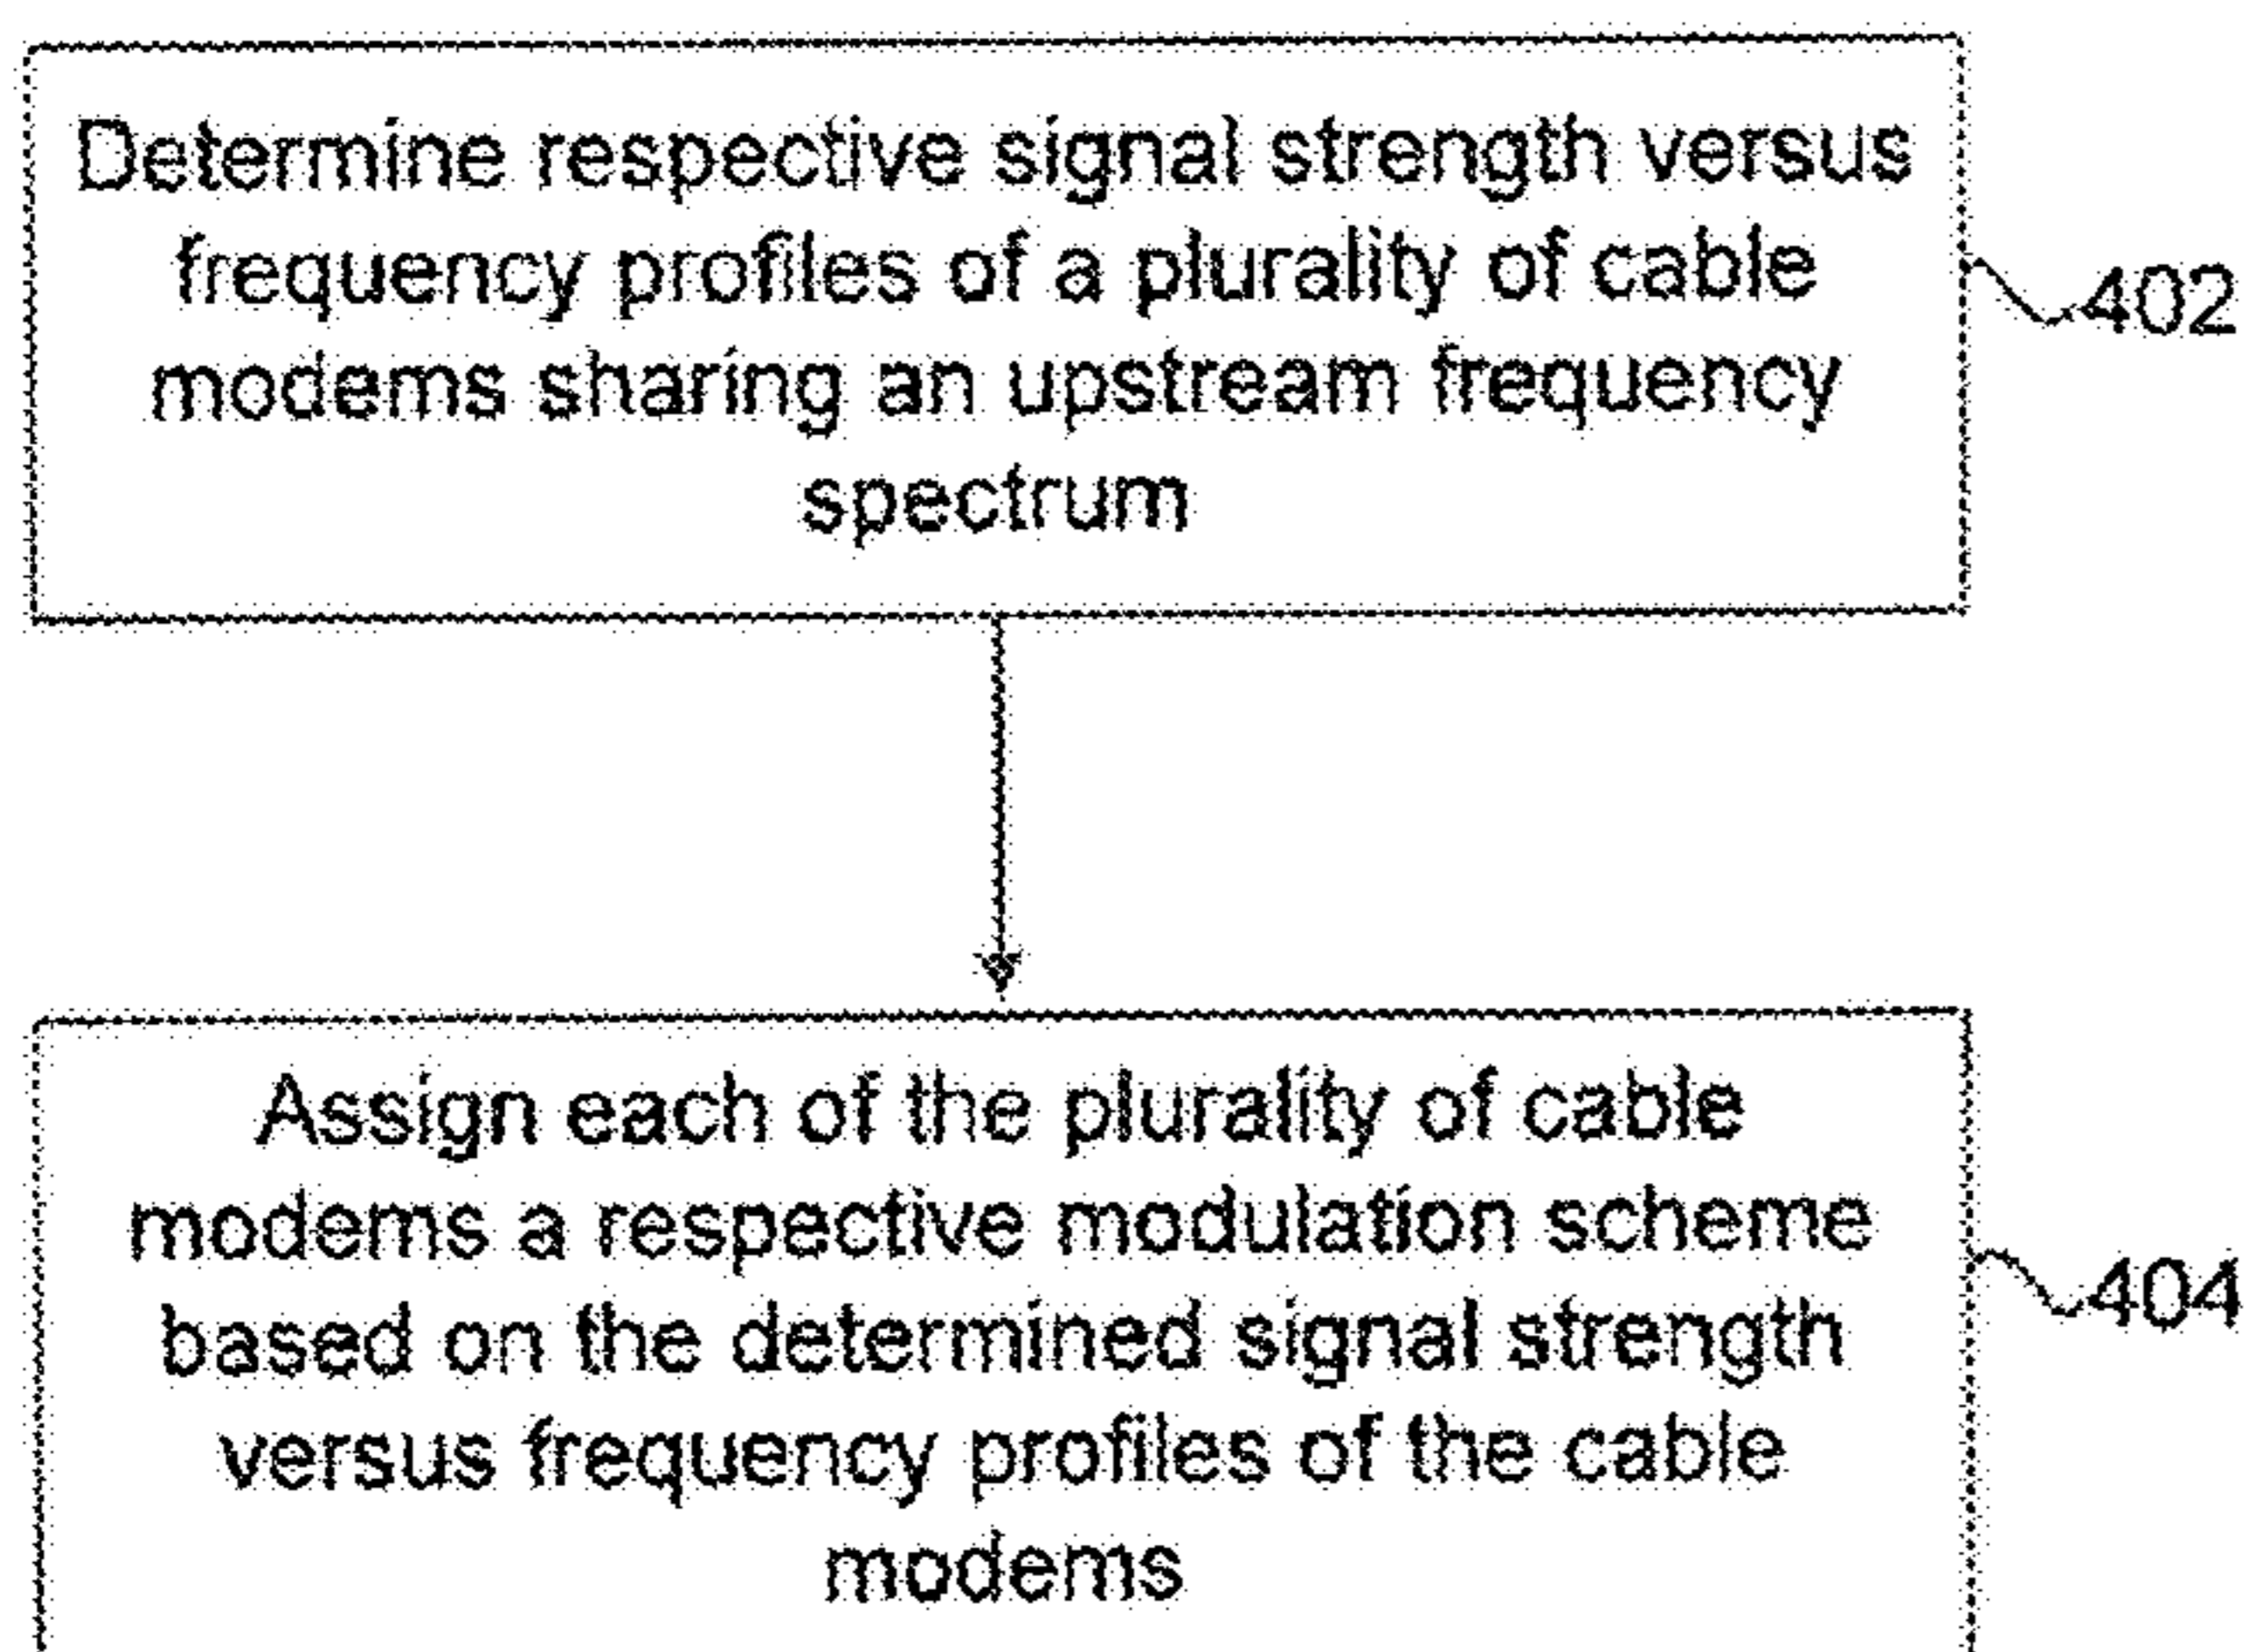 Determine respective signal strength versus
frequency profiles of a plurality of cable
modems sharing an upstream frequency
spectrum
402
Assign each of the plurality of cable
modems a respective modulation scheme
based on the determined signal strength
versus frequency profiles of the cable
modems
404